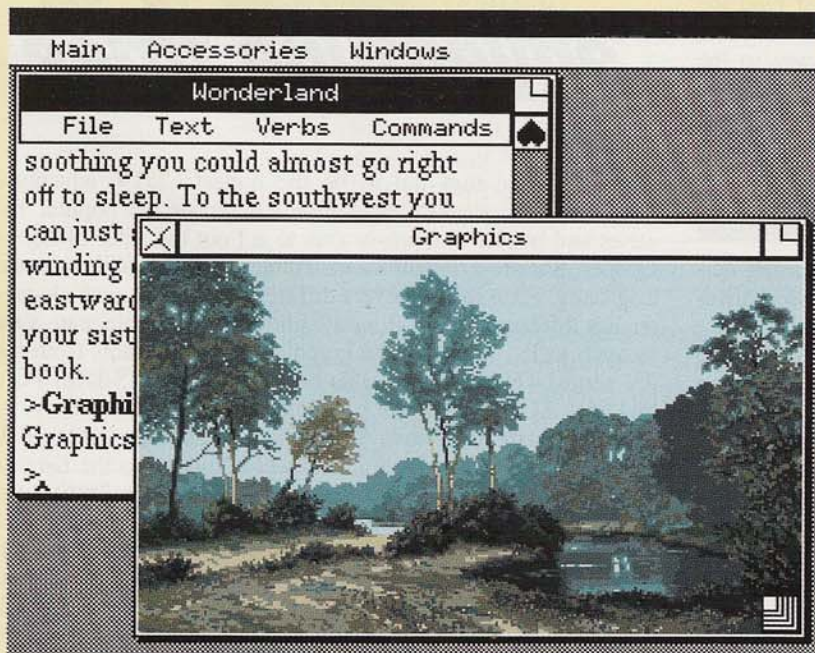 Main Accessories Windows
Wonderland
File Text Verbs Commands
soothing you could almost go right
off to sleep. To the southwest you
can just
winding
eastward
your sist
book.
>Graphi
Graphics
>
Graphics